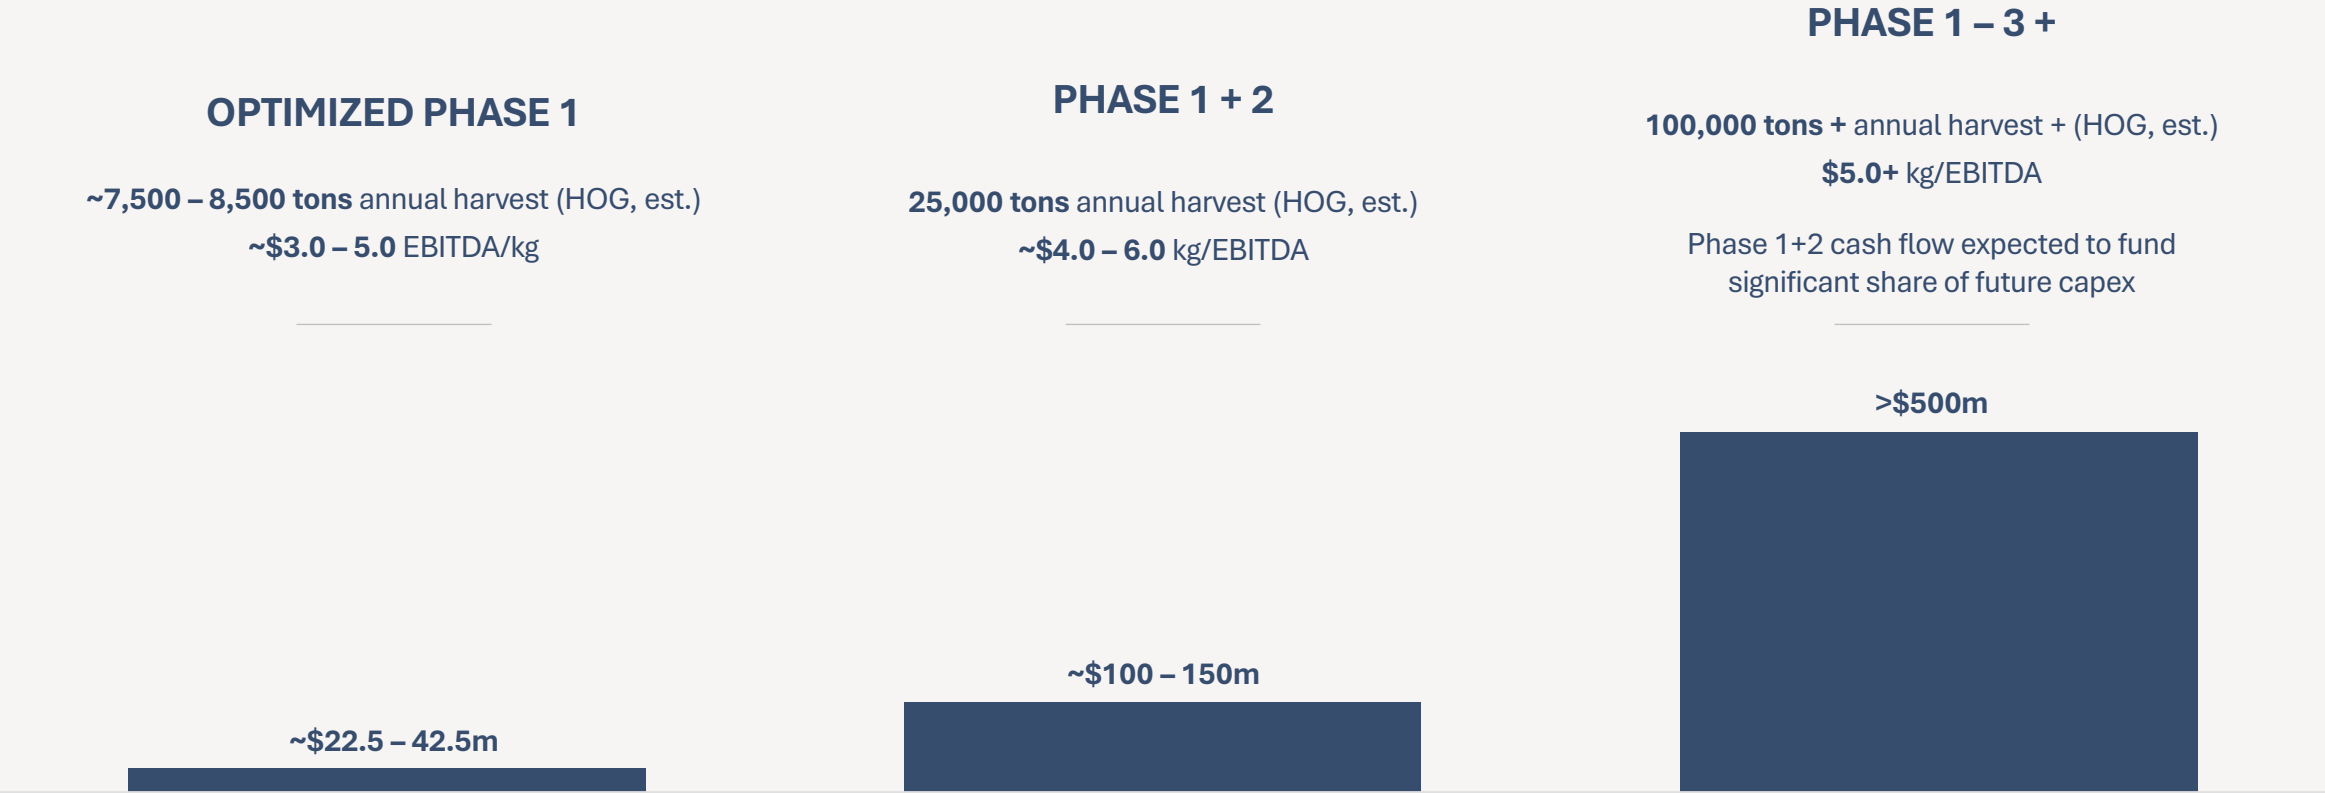 OPTIMIZED PHASE 1
~7,500 – 8,500 tons annual harvest (HOG, est.)
~$3.0 – 5.0 EBITDA/kg
~$22.5 – 42.5m
PHASE 1 + 2
25,000 tons annual harvest (HOG, est.)
~$4.0 – 6.0 kg/EBITDA
~$100 – 150m
PHASE 1 – 3 +
100,000 tons + annual harvest + (HOG, est.)
$5.0+ kg/EBITDA
Phase 1+2 cash flow expected to fund
significant share of future capex
>$500m